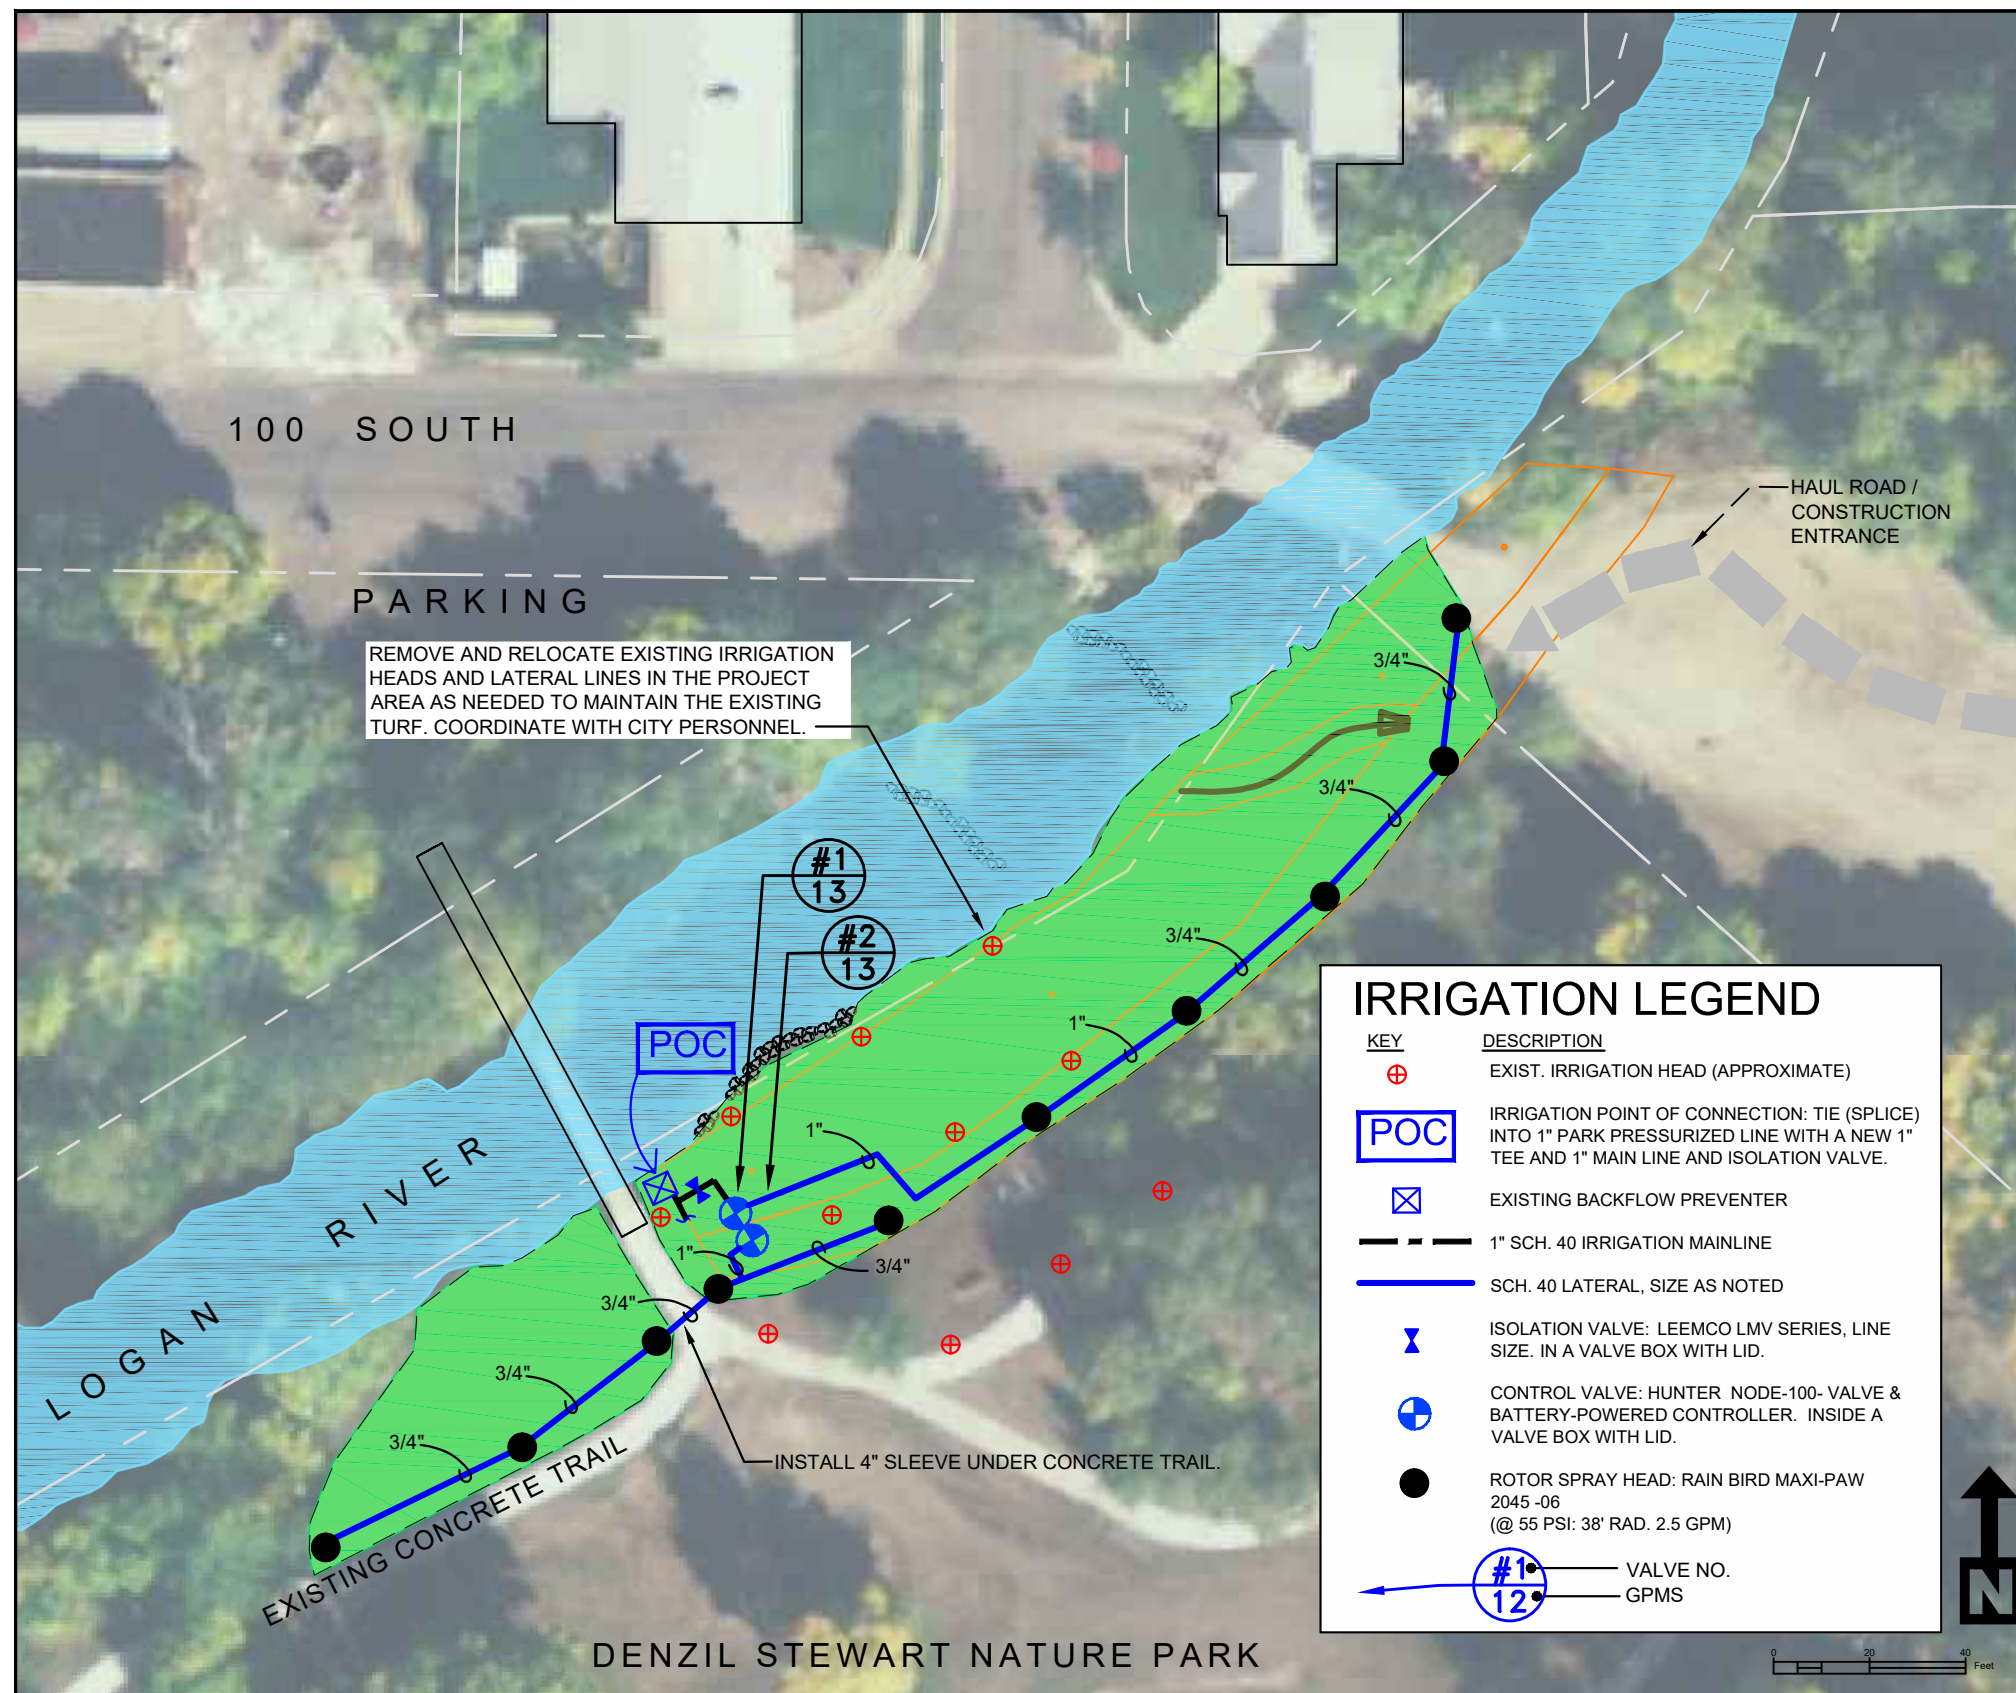 100 SOUTH
PARKING
REMOVE AND RELOCATE EXISTING IRRIGATION
HEADS AND LATERAL LINES IN THE PROJECT
AREA AS NEEDED TO MAINTAIN THE EXISTING
TURF. COORDINATE WITH CITY PERSONNEL.
HAUL ROAD /
CONSTRUCTION
ENTRANCE
3/4"
3/4"
3/4"
1"
1"
#1
13
#2
13
POC
1"
3/4"
3/4"
3/4"
3/4"
LOGAN RIVER
INSTALL 4" SLEEVE UNDER CONCRETE TRAIL.
EXISTING CONCRETE TRAIL
DENZIL STEWART NATURE PARK
IRRIGATION LEGEND
KEY DESCRIPTION
EXIST. IRRIGATION HEAD (APPROXIMATE)
POC
IRRIGATION POINT OF CONNECTION: TIE (SPLICE)
INTO 1" PARK PRESSURIZED LINE WITH A NEW 1"
TEE AND 1" MAIN LINE AND ISOLATION VALVE.
EXISTING BACKFLOW PREVENTER
1" SCH. 40 IRRIGATION MAINLINE
SCH. 40 LATERAL, SIZE AS NOTED
ISOLATION VALVE: LEEMCO LMV SERIES, LINE
SIZE. IN A VALVE BOX WITH LID.
CONTROL VALVE: HUNTER NODE-100- VALVE &
BATTERY-POWERED CONTROLLER. INSIDE A
VALVE BOX WITH LID.
ROTOR SPRAY HEAD: RAIN BIRD MAXI-PAW
2045 -06
(@ 55 PSI: 38' RAD. 2.5 GPM)
#1 VALVE NO.
12 GPMS
N
0 20 40
Feet